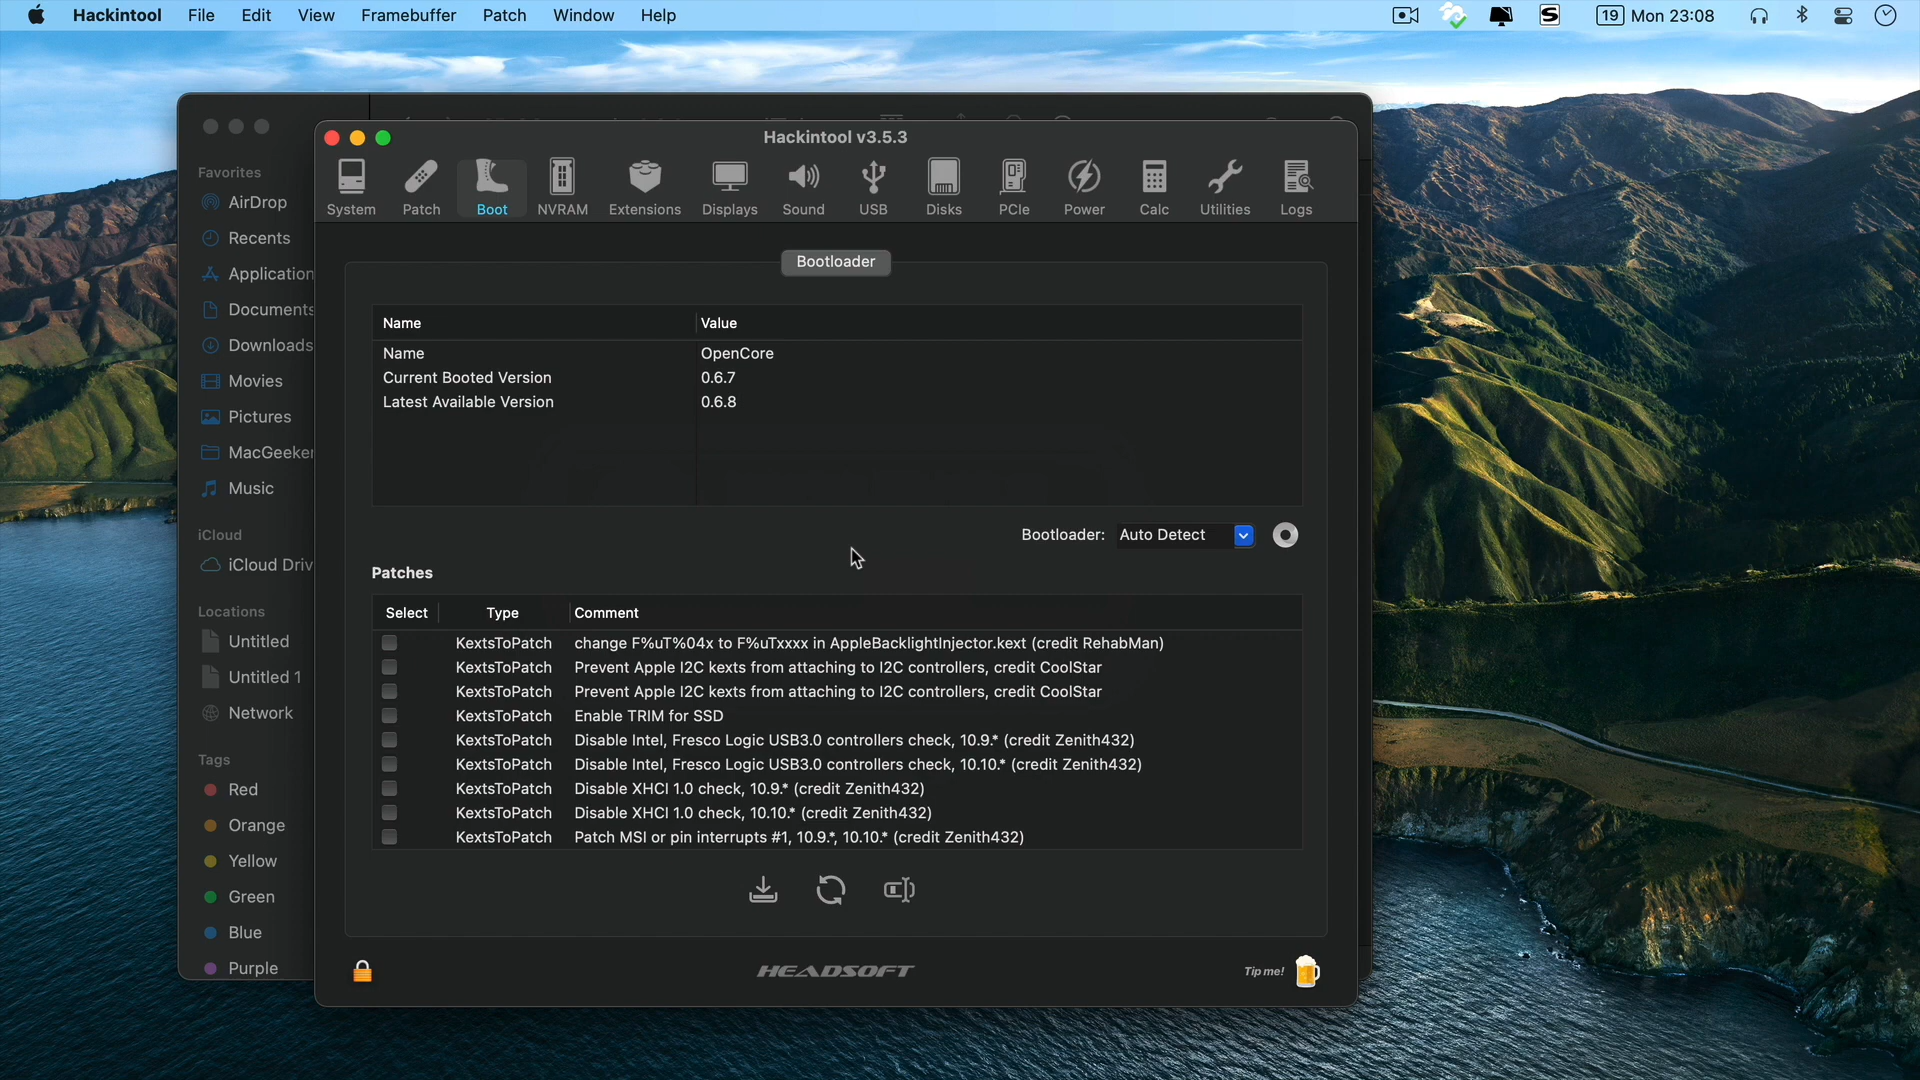 Hackintool File Edit View Framebuffer Patch Window Help
19 Mon 23:08
Hackintool v3.5.3
System Patch Boot NVRAM Extensions Displays Sound USB Disks PCIe Power Calc Utilities Logs
Favorites
AirDrop
Recents
Application
Documents
Downloads
Movies
Pictures
MacGeeker
Music
iCloud
iCloud Driv
Locations
Untitled
Untitled 1
Network
Tags
Red
Orange
Yellow
Green
Blue
Purple
Bootloader
Name Value
Name OpenCore
Current Booted Version 0.6.7
Latest Available Version 0.6.8
Bootloader: Auto Detect
Patches
Select Type Comment
KextsToPatch change F%uT%04x to F%uTxxxx in AppleBacklightInjector.kext (credit RehabMan)
KextsToPatch Prevent Apple I2C kexts from attaching to I2C controllers, credit CoolStar
KextsToPatch Prevent Apple I2C kexts from attaching to I2C controllers, credit CoolStar
KextsToPatch Enable TRIM for SSD
KextsToPatch Disable Intel, Fresco Logic USB3.0 controllers check, 10.9.* (credit Zenith432)
KextsToPatch Disable Intel, Fresco Logic USB3.0 controllers check, 10.10.* (credit Zenith432)
KextsToPatch Disable XHCI 1.0 check, 10.9.* (credit Zenith432)
KextsToPatch Disable XHCI 1.0 check, 10.10.* (credit Zenith432)
KextsToPatch Patch MSI or pin interrupts #1, 10.9.*, 10.10.* (credit Zenith432)
HEADSOFT
Tip me!